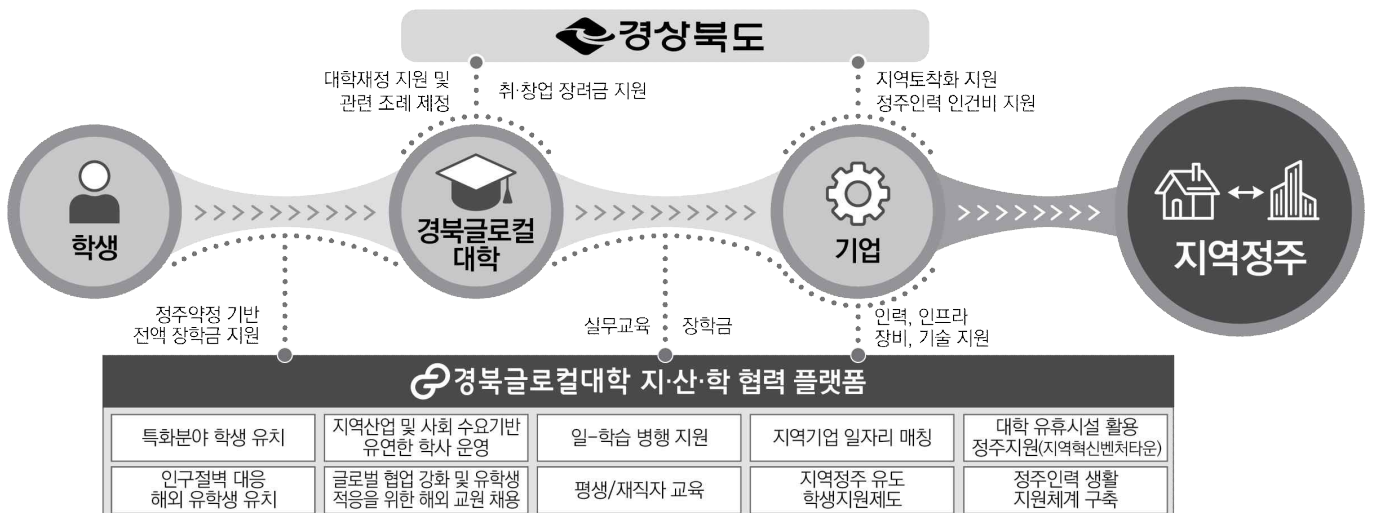 경상북도
대학재정 지원 및
관련 조례 제정
취·창업 장려금 지원
지역토착화 지원
정주인력 인건비 지원
학생
경북글로컬
대학
기업
지역정주
정주약정 기반
전액 장학금 지원
실무교육
장학금
인력, 인프라
장비, 기술 지원
경북글로컬대학 지·산·학 협력 플랫폼
특화분야 학생 유치
지역산업 및 사회 수요기반
유연한 학사 운영
일-학습 병행 지원
지역기업 일자리 매칭
대학 유휴시설 활용
정주지원(지역혁신벤처타운)
인구절벽 대응
해외 유학생 유치
글로벌 협업 강화 및 유학생
적응을 위한 해외 교원 채용
평생/재직자 교육
지역정주 유도
학생지원제도
정주인력 생활
지원체계 구축